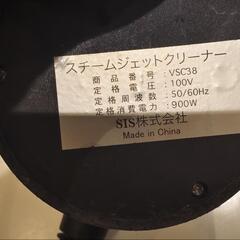 スチームジェットクリーナー
商品番号：VSC38
定格電圧：100V
定格周波数：50/60Hz
定格消費電力：900W
SIS株式会社
Made in China